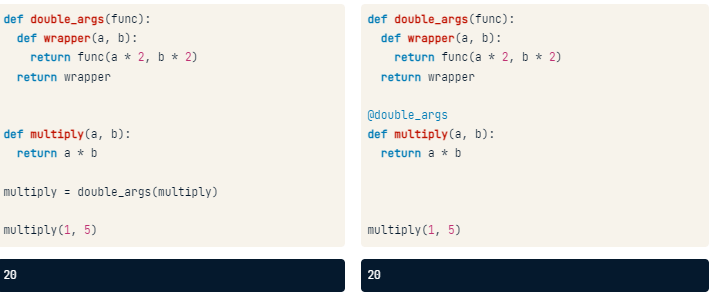 def double_args(func):
  def wrapper(a, b):
    return func(a * 2, b * 2)
  return wrapper
def multiply(a, b):
  return a * b
multiply = double_args(multiply)
multiply(1, 5)
20
def double_args(func):
  def wrapper(a, b):
    return func(a * 2, b * 2)
  return wrapper
@double_args
def multiply(a, b):
  return a * b
multiply(1, 5)
20